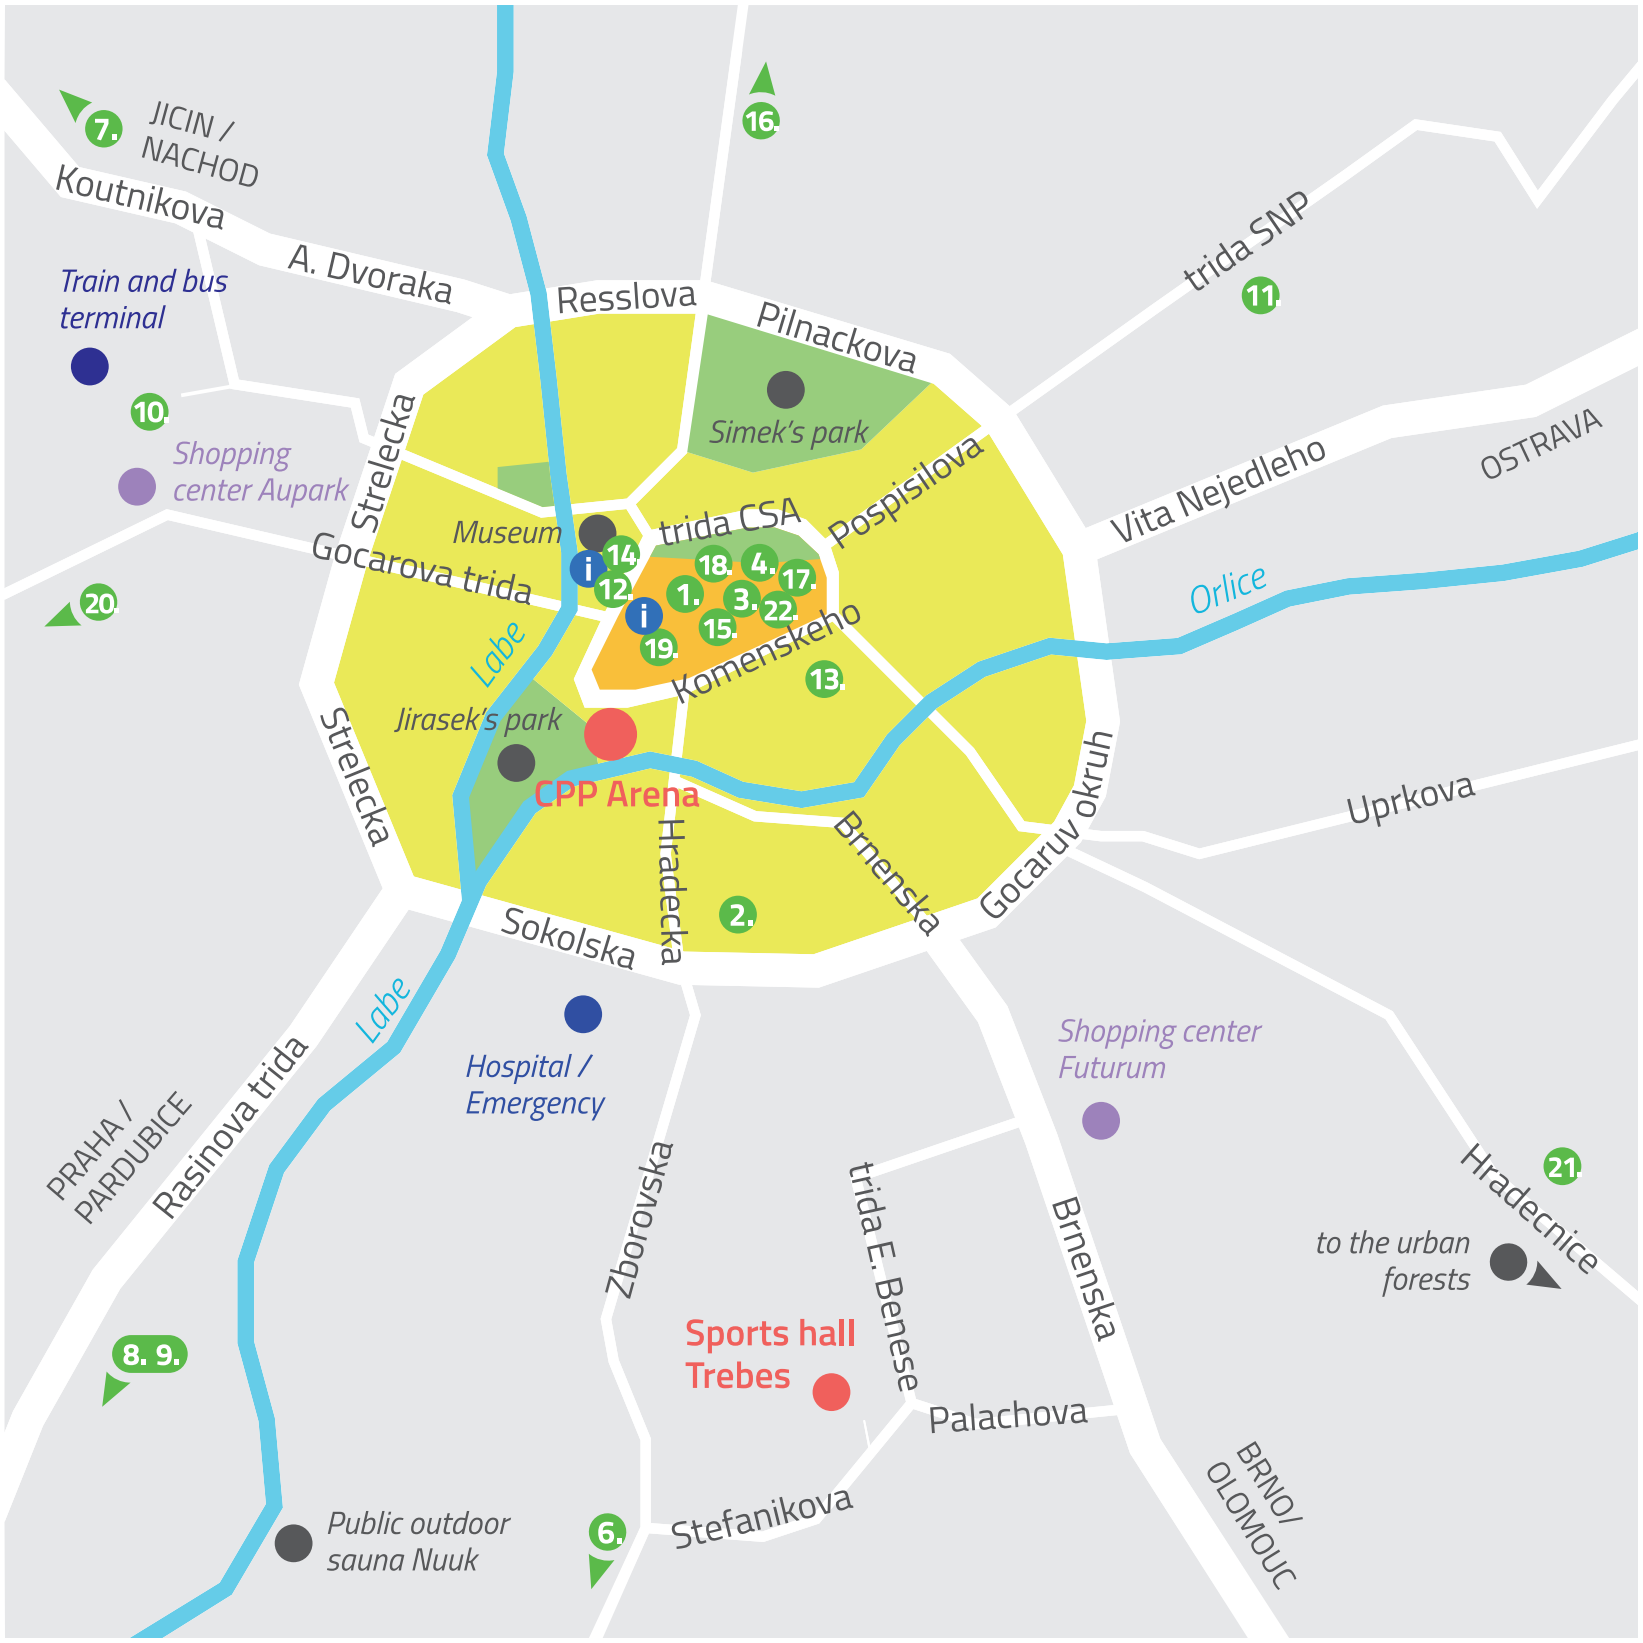 7.
JICIN /
NACHOD
16.
Koutnikova
A. Dvoraka
trida SNP
11.
Train and bus
terminal
Resslova
Pilnackova
10.
Shopping
center Aupark
Strelecka
Simek's park
Pospisilova
Vita Nejedleho
OSTRAVA
Museum
trida CSA
Gocarova trida
i
14.
12.
18.
4.
17.
1.
3.
22.
i
15.
19.
Komenskeho
20.
Orlice
Labe
13.
Jirasek's park
Strelecka
CPP Arena
Gocaruv okruh
Uprkova
Hradecka
Brnenska
2.
Sokolska
Labe
Hospital /
Emergency
Shopping center
Futurum
PRAHA /
PARDUBICE
Rasinova trida
Zborovska
trida E. Benese
Brnenska
21.
Hradecnice
to the urban
forests
8. 9.
Sports hall
Trebes
Palachova
Stefanikova
BRNO/
OLOMOUC
Public outdoor
sauna Nuuk
6.